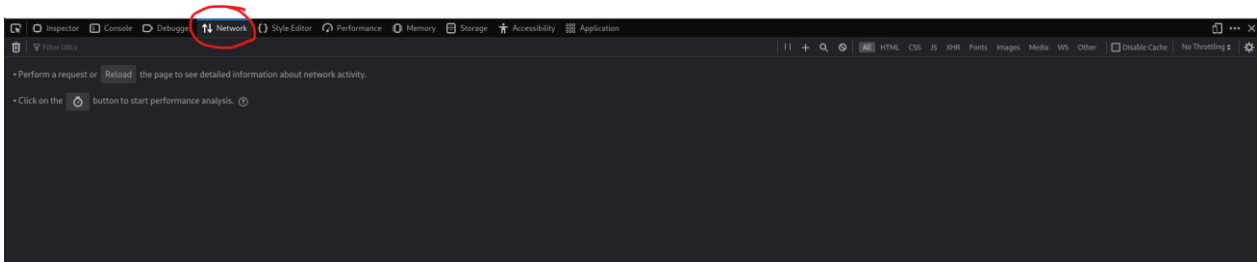 Inspector Console Debugger Network Style Editor Performance Memory Storage Accessibility Application
Filter URLs All HTML CSS JS XHR Fonts Images Media WS Other Disable Cache No Throttling
• Perform a request or Reload the page to see detailed information about network activity.
• Click on the button to start performance analysis.